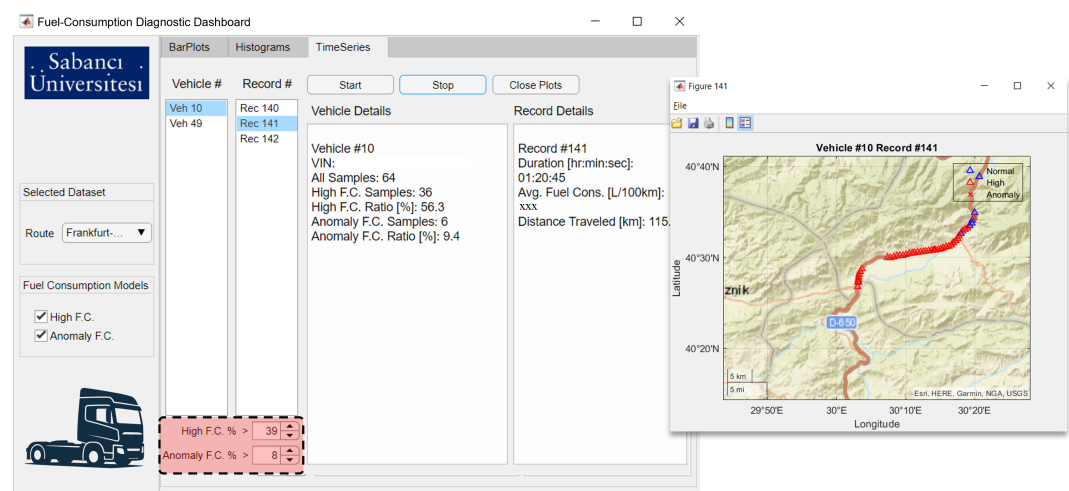 Fuel-Consumption Diagnostic Dashboard
. . Sabancı .
Üniversitesi
BarPlots
Histograms
TimeSeries
Vehicle #
Record #
Start
Stop
Close Plots
Veh 10
Veh 49
Rec 140
Rec 141
Rec 142
Vehicle Details
Vehicle #10
VIN:
All Samples: 64
High F.C. Samples: 36
High F.C. Ratio [%]: 56.3
Anomaly F.C. Samples: 6
Anomaly F.C. Ratio [%]: 9.4
Record Details
Record #141
Duration [hr:min:sec]:
01:20:45
Avg. Fuel Cons. [L/100km]:
xxx
Distance Traveled [km]: 115.
Selected Dataset
Route Frankfurt-...
Fuel Consumption Models
High F.C.
Anomaly F.C.
High F.C. % > 39
Anomaly F.C. % > 8
Figure 141
File
Vehicle #10 Record #141
Normal
High
Anomaly
40°40'N
40°30'N
40°20'N
Latitude
znik
D-650
5 km
5 mi
Esri, HERE, Garmin, NGA, USGS
29°50'E
30°E
30°10'E
30°20'E
Longitude